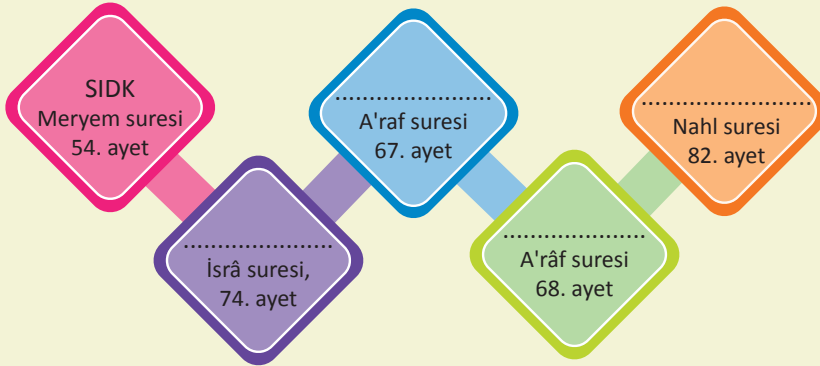 SIDK
Meryem suresi
54. ayet
......................
İsrâ suresi,
74. ayet
.......................
A'raf suresi
67. ayet
......................
A'râf suresi
68. ayet
.........................
Nahl suresi
82. ayet